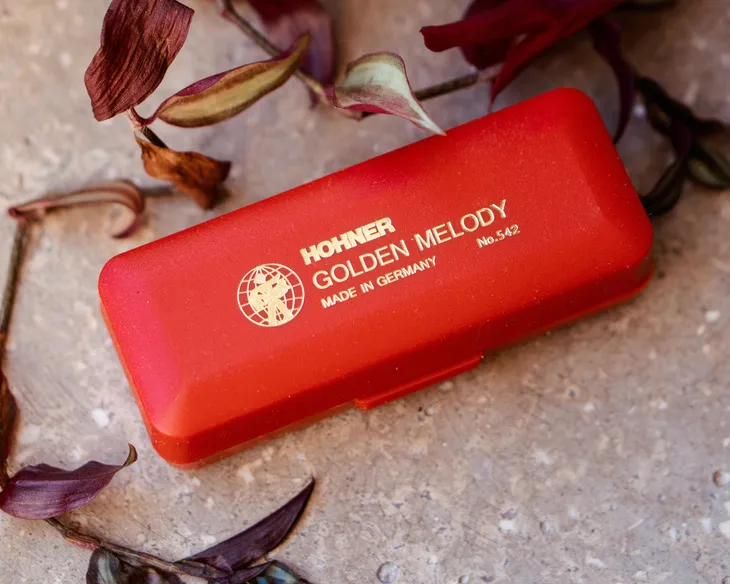 HOHNER
GOLDEN MELODY
No.542
MADE IN GERMANY